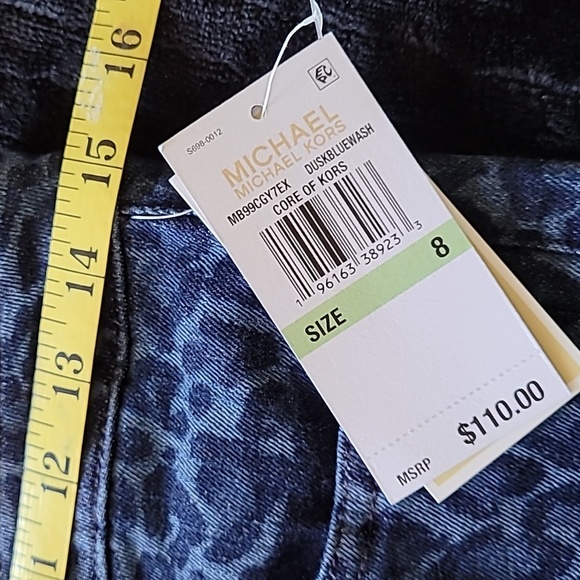 16
15
14
13
12
1
S698-0012
MICHAEL
MICHAEL KORS
MB99CGY7EX DUSKBLUEWASH
CORE OF KORS
1 96163 38923 3
SIZE 8
MSRP $110.00